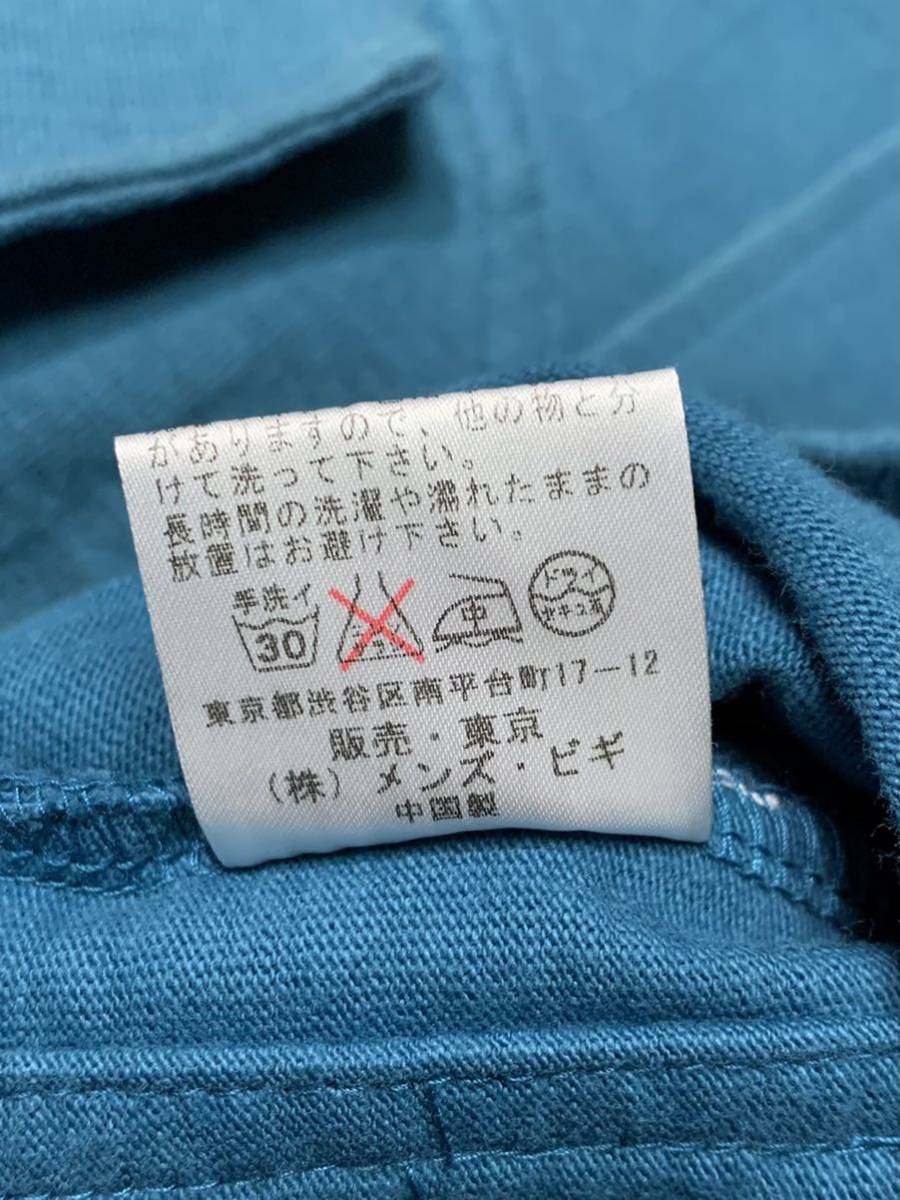 がありますので、他の物と分
けて洗って下さい。
長時間の洗濯や濡れたままの
放置はお避け下さい。
手洗イ
30
中
ドライ
セキユ系
東京都渋谷区南平台町17-12
販売・東京
(株) メンズ・ビギ
中国製